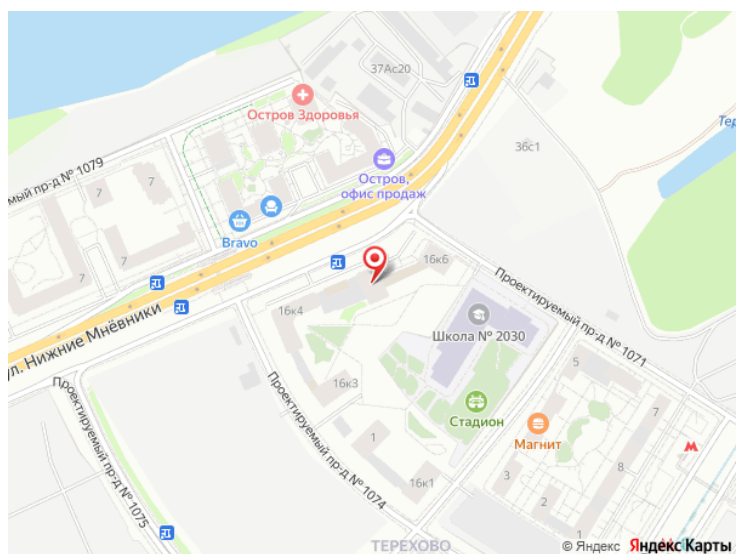 37Ас20
Остров Здоровья
36с1
Тер
мый пр-д № 1079
7
7
Остров,
офис продаж
7
Bravo
7
16к6
Проектируемый пр-д № 1071
16к4
Школа № 2030
ул. Нижние Мнёвники
16к3
5
Проектируемый пр-д № 1075
Проектируемый пр-д № 1074
Стадион
Магнит
7
1
3
8
16к1
1
2
ТЕРЕХОВО
© Яндекс Яндекс Карты